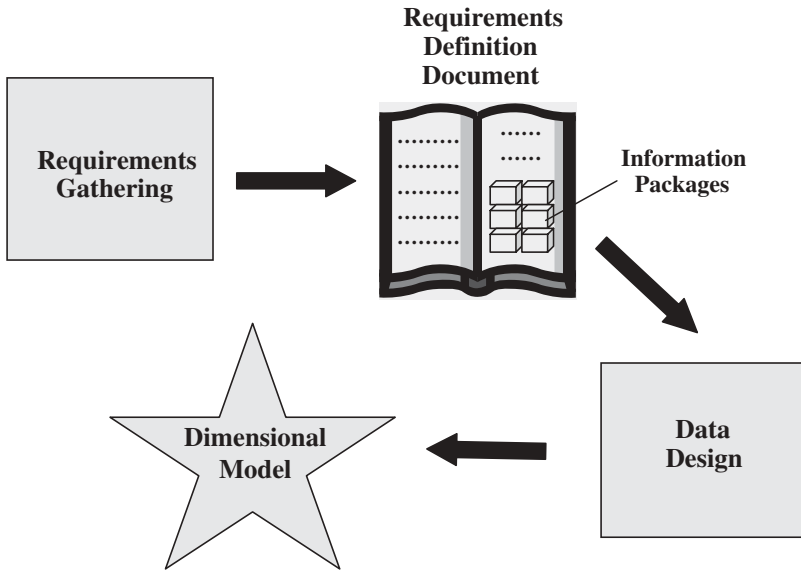 Requirements
Definition
Document
Requirements
Gathering
Information
Packages
Data
Design
Dimensional
Model